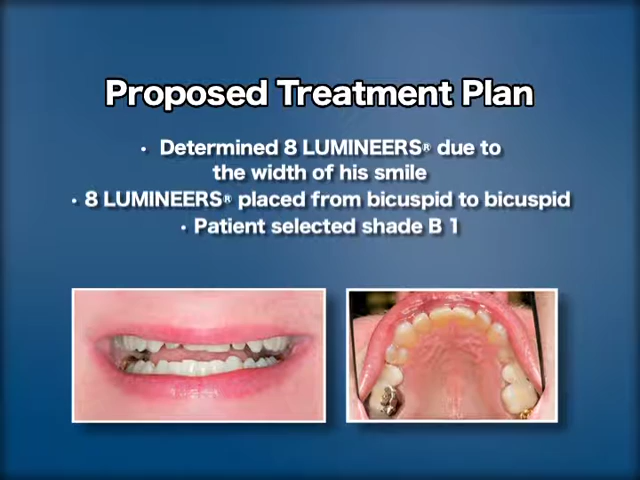 Proposed Treatment Plan
• Determined 8 LUMINEERS® due to
the width of his smile
• 8 LUMINEERS® placed from bicuspid to bicuspid
• Patient selected shade B 1